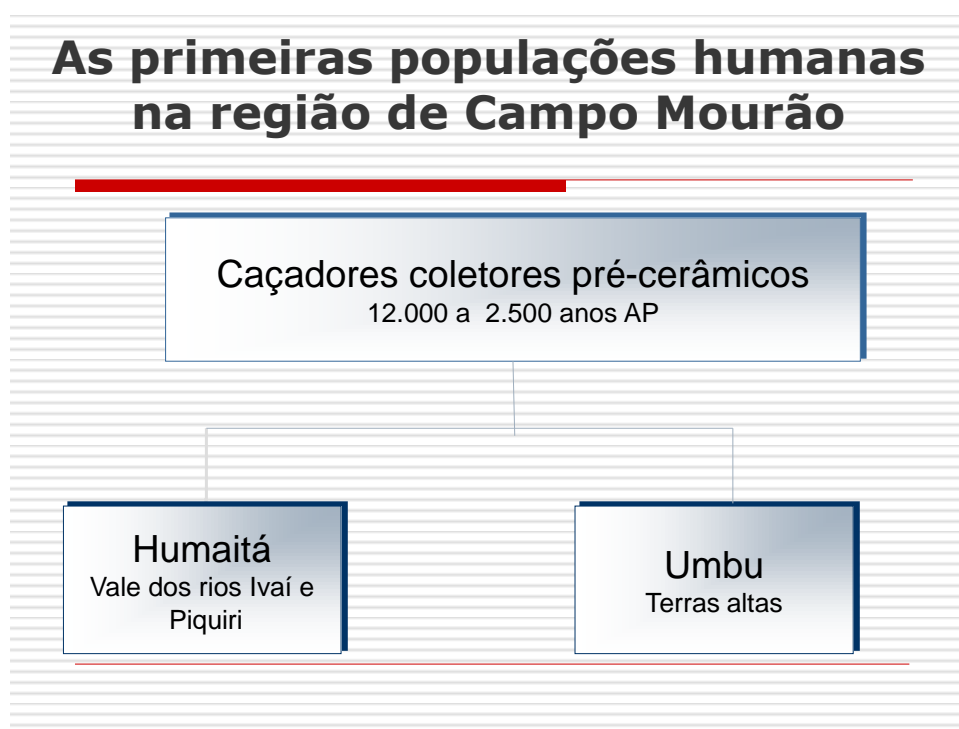 As primeiras populações humanas
na região de Campo Mourão
Caçadores coletores pré-cerâmicos
12.000 a 2.500 anos AP
Humaitá
Vale dos rios Ivaí e
Piquiri
Umbu
Terras altas